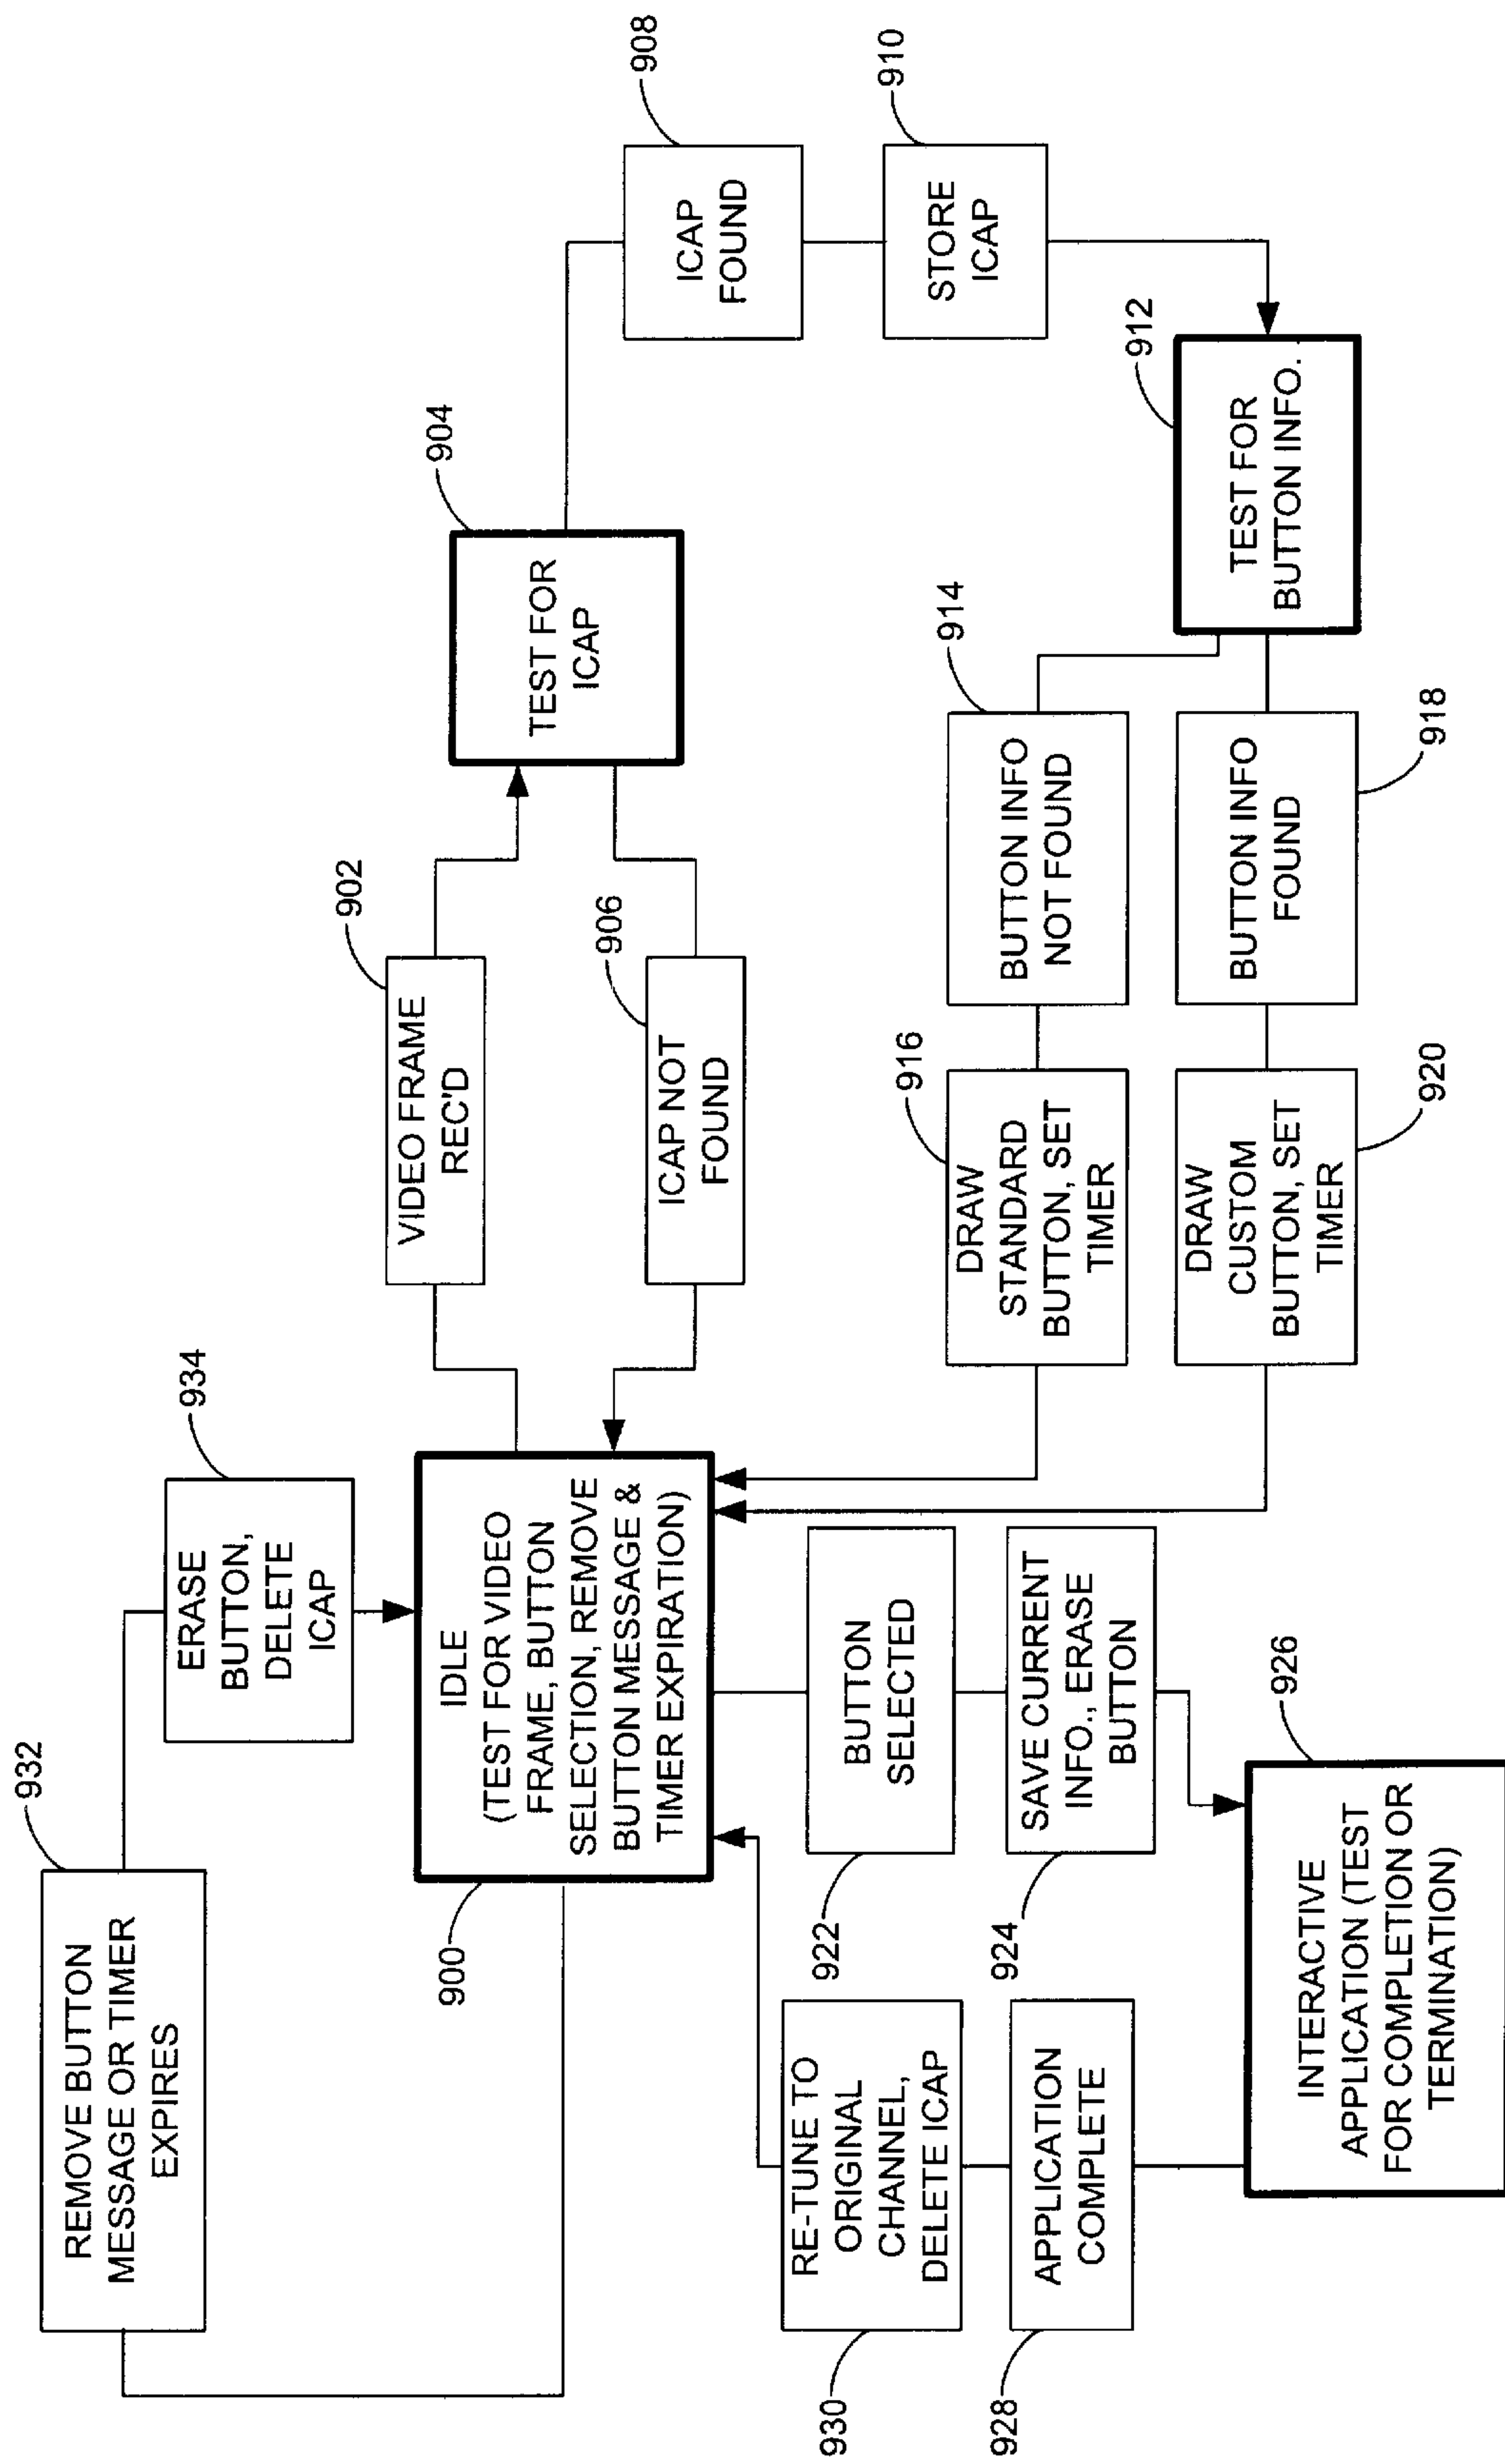 932
REMOVE BUTTON
MESSAGE OR TIMER
EXPIRES
934
ERASE
BUTTON,
DELETE
ICAP
900
IDLE
(TEST FOR VIDEO
FRAME, BUTTON
SELECTION, REMOVE
BUTTON MESSAGE &
TIMER EXPIRATION)
902
VIDEO FRAME
REC'D
904
TEST FOR
ICAP
906
ICAP NOT
FOUND
908
ICAP
FOUND
910
STORE
ICAP
912
TEST FOR
BUTTON INFO.
914
BUTTON INFO
NOT FOUND
916
DRAW
STANDARD
BUTTON, SET
TIMER
918
BUTTON INFO
FOUND
920
DRAW
CUSTOM
BUTTON, SET
TIMER
922
BUTTON
SELECTED
924
SAVE CURRENT
INFO., ERASE
BUTTON
926
INTERACTIVE
APPLICATION (TEST
FOR COMPLETION OR
TERMINATION)
928
APPLICATION
COMPLETE
930
RE-TUNE TO
ORIGINAL
CHANNEL,
DELETE ICAP